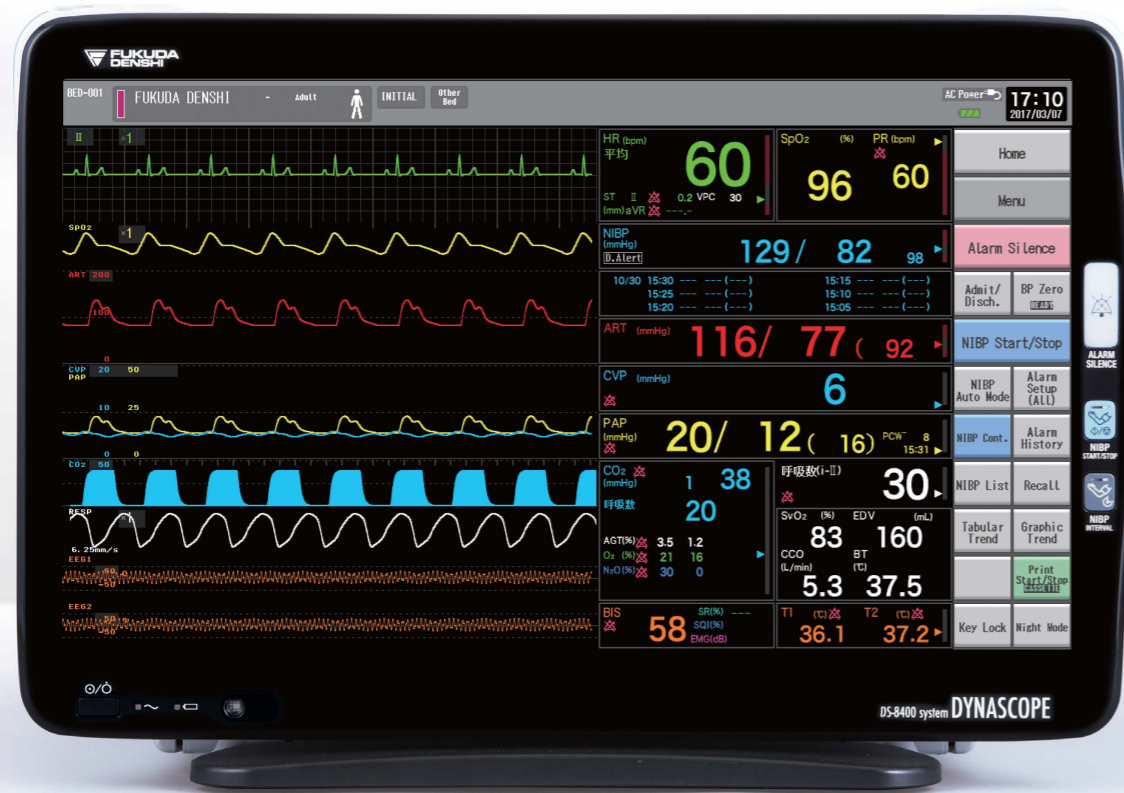 FUKUDA
DENSHI
BED-001
FUKUDA DENSHI - Adult
INITIAL
Other
Bed
AC Power
17:10
2017/03/07
II ×1
SpO2 ×1
ART 200
100
0
CVP 20 50
PAP
10 25
0 0
CO2 50
0
RESP ×1
6.25mm/s
EEG1
50
-50
EEG2
50
-50
HR (bpm)
平均
60
ST II 0.2 VPC 30
(mm) aVR ---.-
SpO2 (%) PR (bpm)
96 60
NIBP
(mmHg)
D.Alert
129/ 82 98
10/30 15:30 --- ---(---) 15:15 --- ---(---)
15:25 --- ---(---) 15:10 --- ---(---)
15:20 --- ---(---) 15:05 --- ---(---)
ART (mmHg) 116/ 77 ( 92
CVP (mmHg) 6
PAP
(mmHg) 20/ 12 ( 16) PCW 8
15:31
CO2
(mmHg) 1 38
呼吸数 20
AGT(%) 3.5 1.2
O2 (%) 21 16
N2O(%) 30 0
呼吸数(i-II)
30
SvO2 (%) EDV (mL)
83 160
CCO BT
(L/min) (℃)
5.3 37.5
BIS 58
SR(%) ---
SQI(%)
EMG(dB)
T1 (℃) T2 (℃)
36.1 37.2
Home
Menu
Alarm Silence
Admit/
Disch.
BP Zero
READY
NIBP Start/Stop
NIBP
Auto Mode
Alarm
Setup
(ALL)
NIBP Cont.
Alarm
History
NIBP List
Recall
Tabular
Trend
Graphic
Trend
Print
Start/Stop
CASSETTE
Key Lock
Night Mode
ALARM
SILENCE
NIBP
START/STOP
NIBP
INTERVAL
DS-8400 system DYNASCOPE